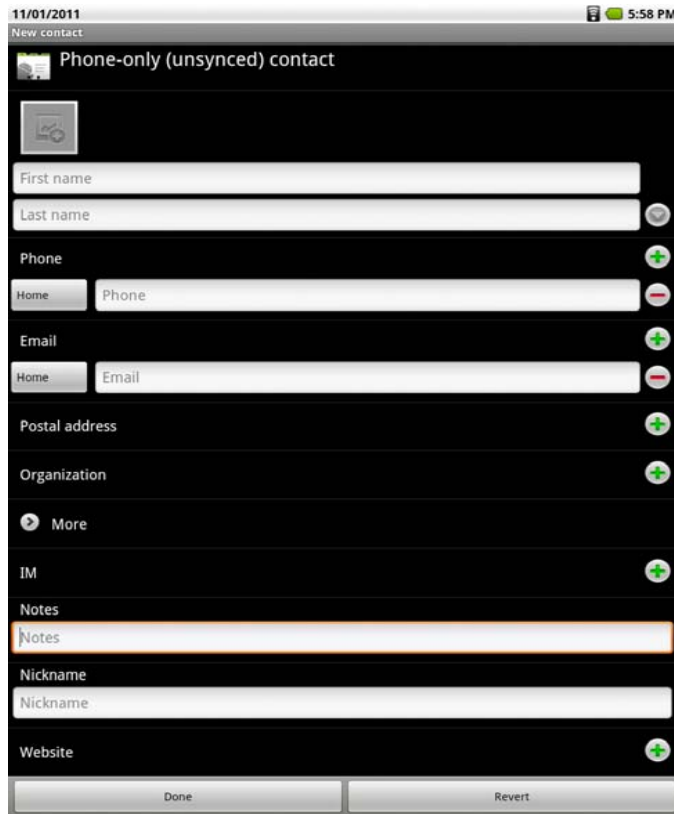 11/01/2011 5:58 PM
New contact
Phone-only (unsynced) contact
First name
Last name
Phone
Home Phone
Email
Home Email
Postal address
Organization
More
IM
Notes
Notes
Nickname
Nickname
Website
Done Revert